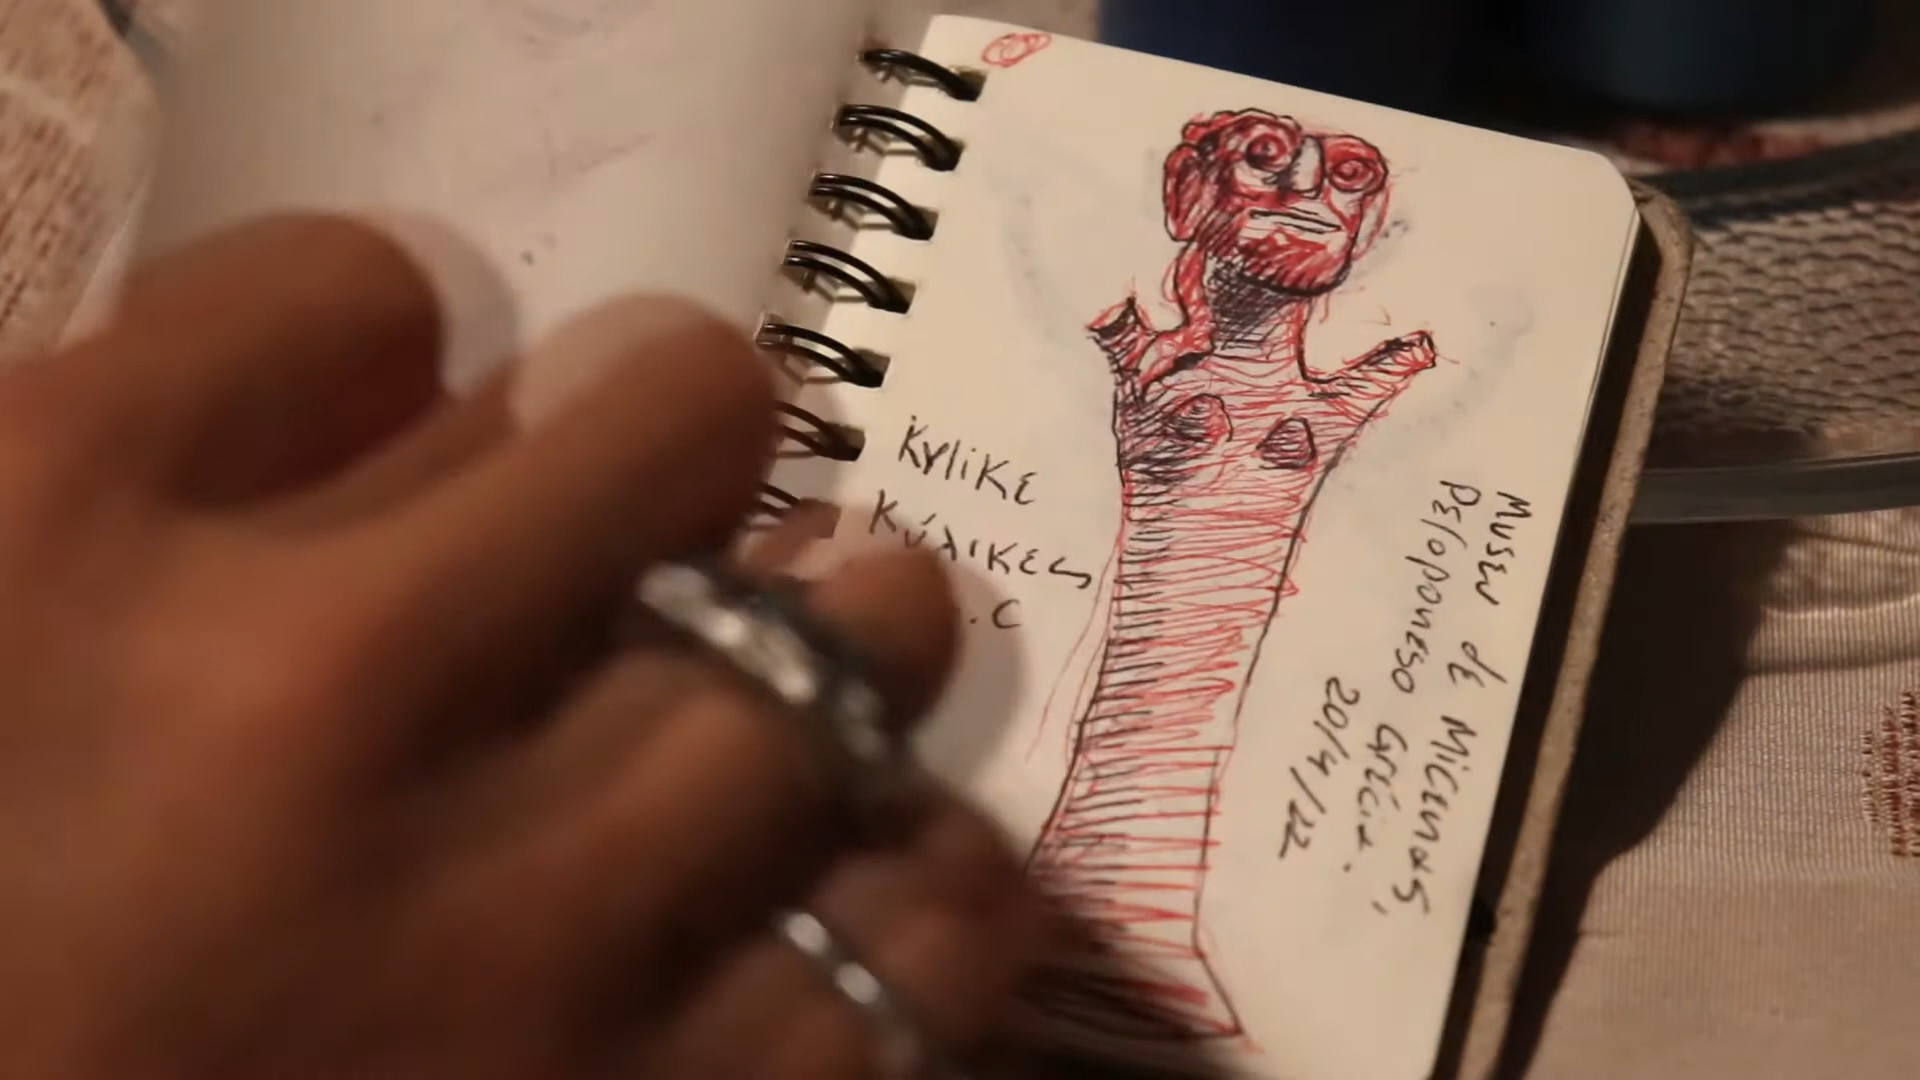 Kylike
Κύλικες
.C
Museu de Micenas,
Peloponeso Grécia.
20/4/22